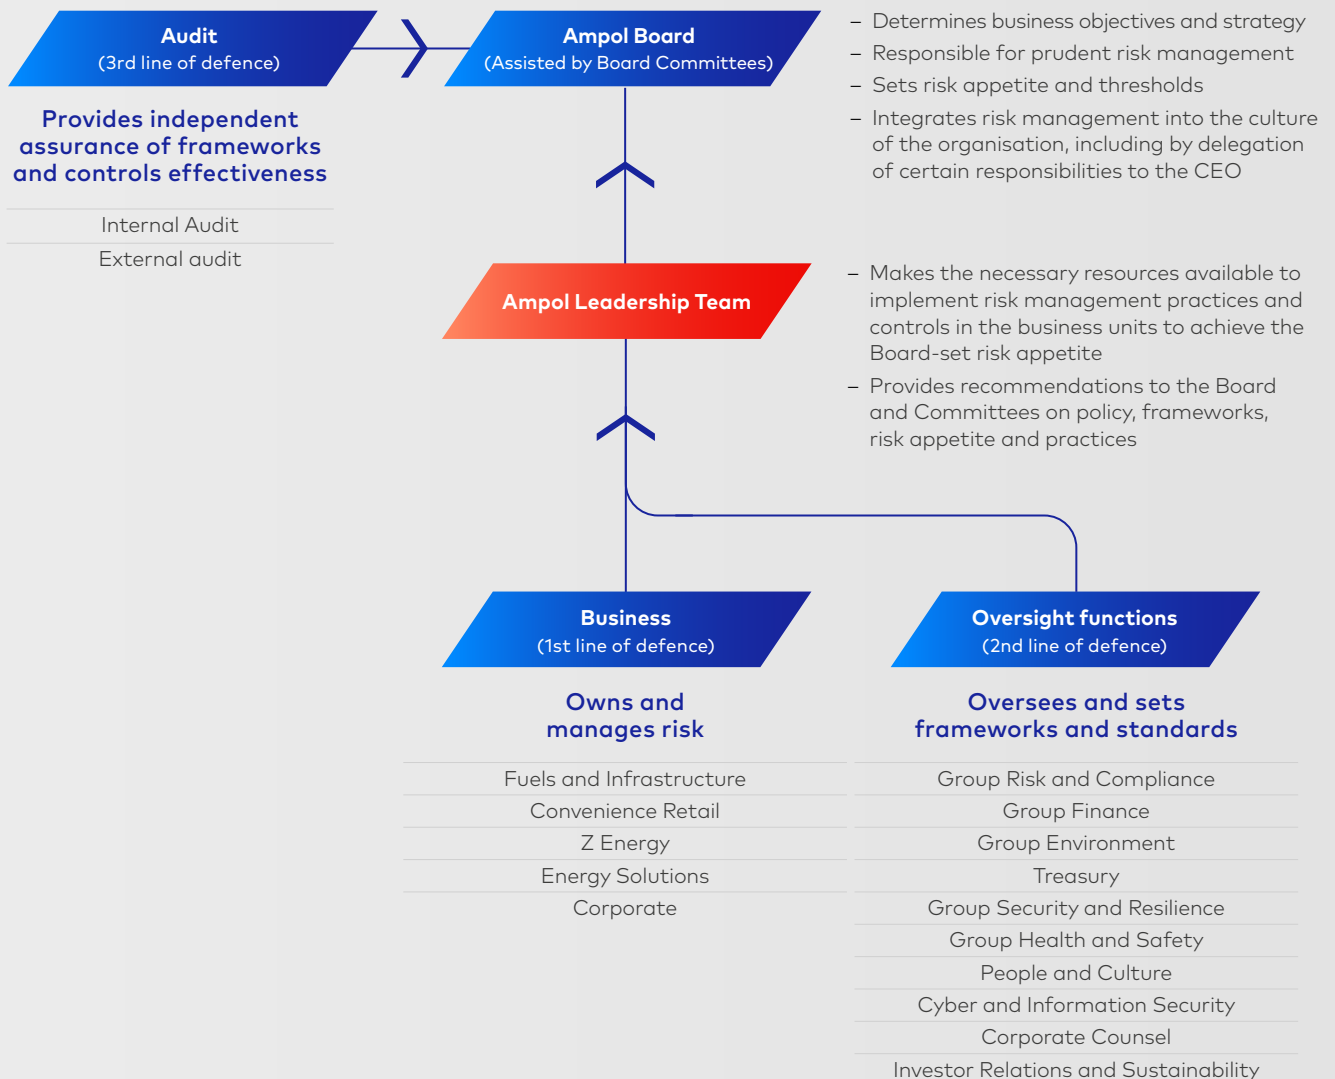 Audit
(3rd line of defence)
Provides independent
assurance of frameworks
and controls effectiveness
Internal Audit
External audit
Ampol Board
(Assisted by Board Committees)
– Determines business objectives and strategy
– Responsible for prudent risk management
– Sets risk appetite and thresholds
– Integrates risk management into the culture
of the organisation, including by delegation
of certain responsibilities to the CEO
Ampol Leadership Team
– Makes the necessary resources available to
implement risk management practices and
controls in the business units to achieve the
Board-set risk appetite
– Provides recommendations to the Board
and Committees on policy, frameworks,
risk appetite and practices
Business
(1st line of defence)
Owns and
manages risk
Fuels and Infrastructure
Convenience Retail
Z Energy
Energy Solutions
Corporate
Oversight functions
(2nd line of defence)
Oversees and sets
frameworks and standards
Group Risk and Compliance
Group Finance
Group Environment
Treasury
Group Security and Resilience
Group Health and Safety
People and Culture
Cyber and Information Security
Corporate Counsel
Investor Relations and Sustainability